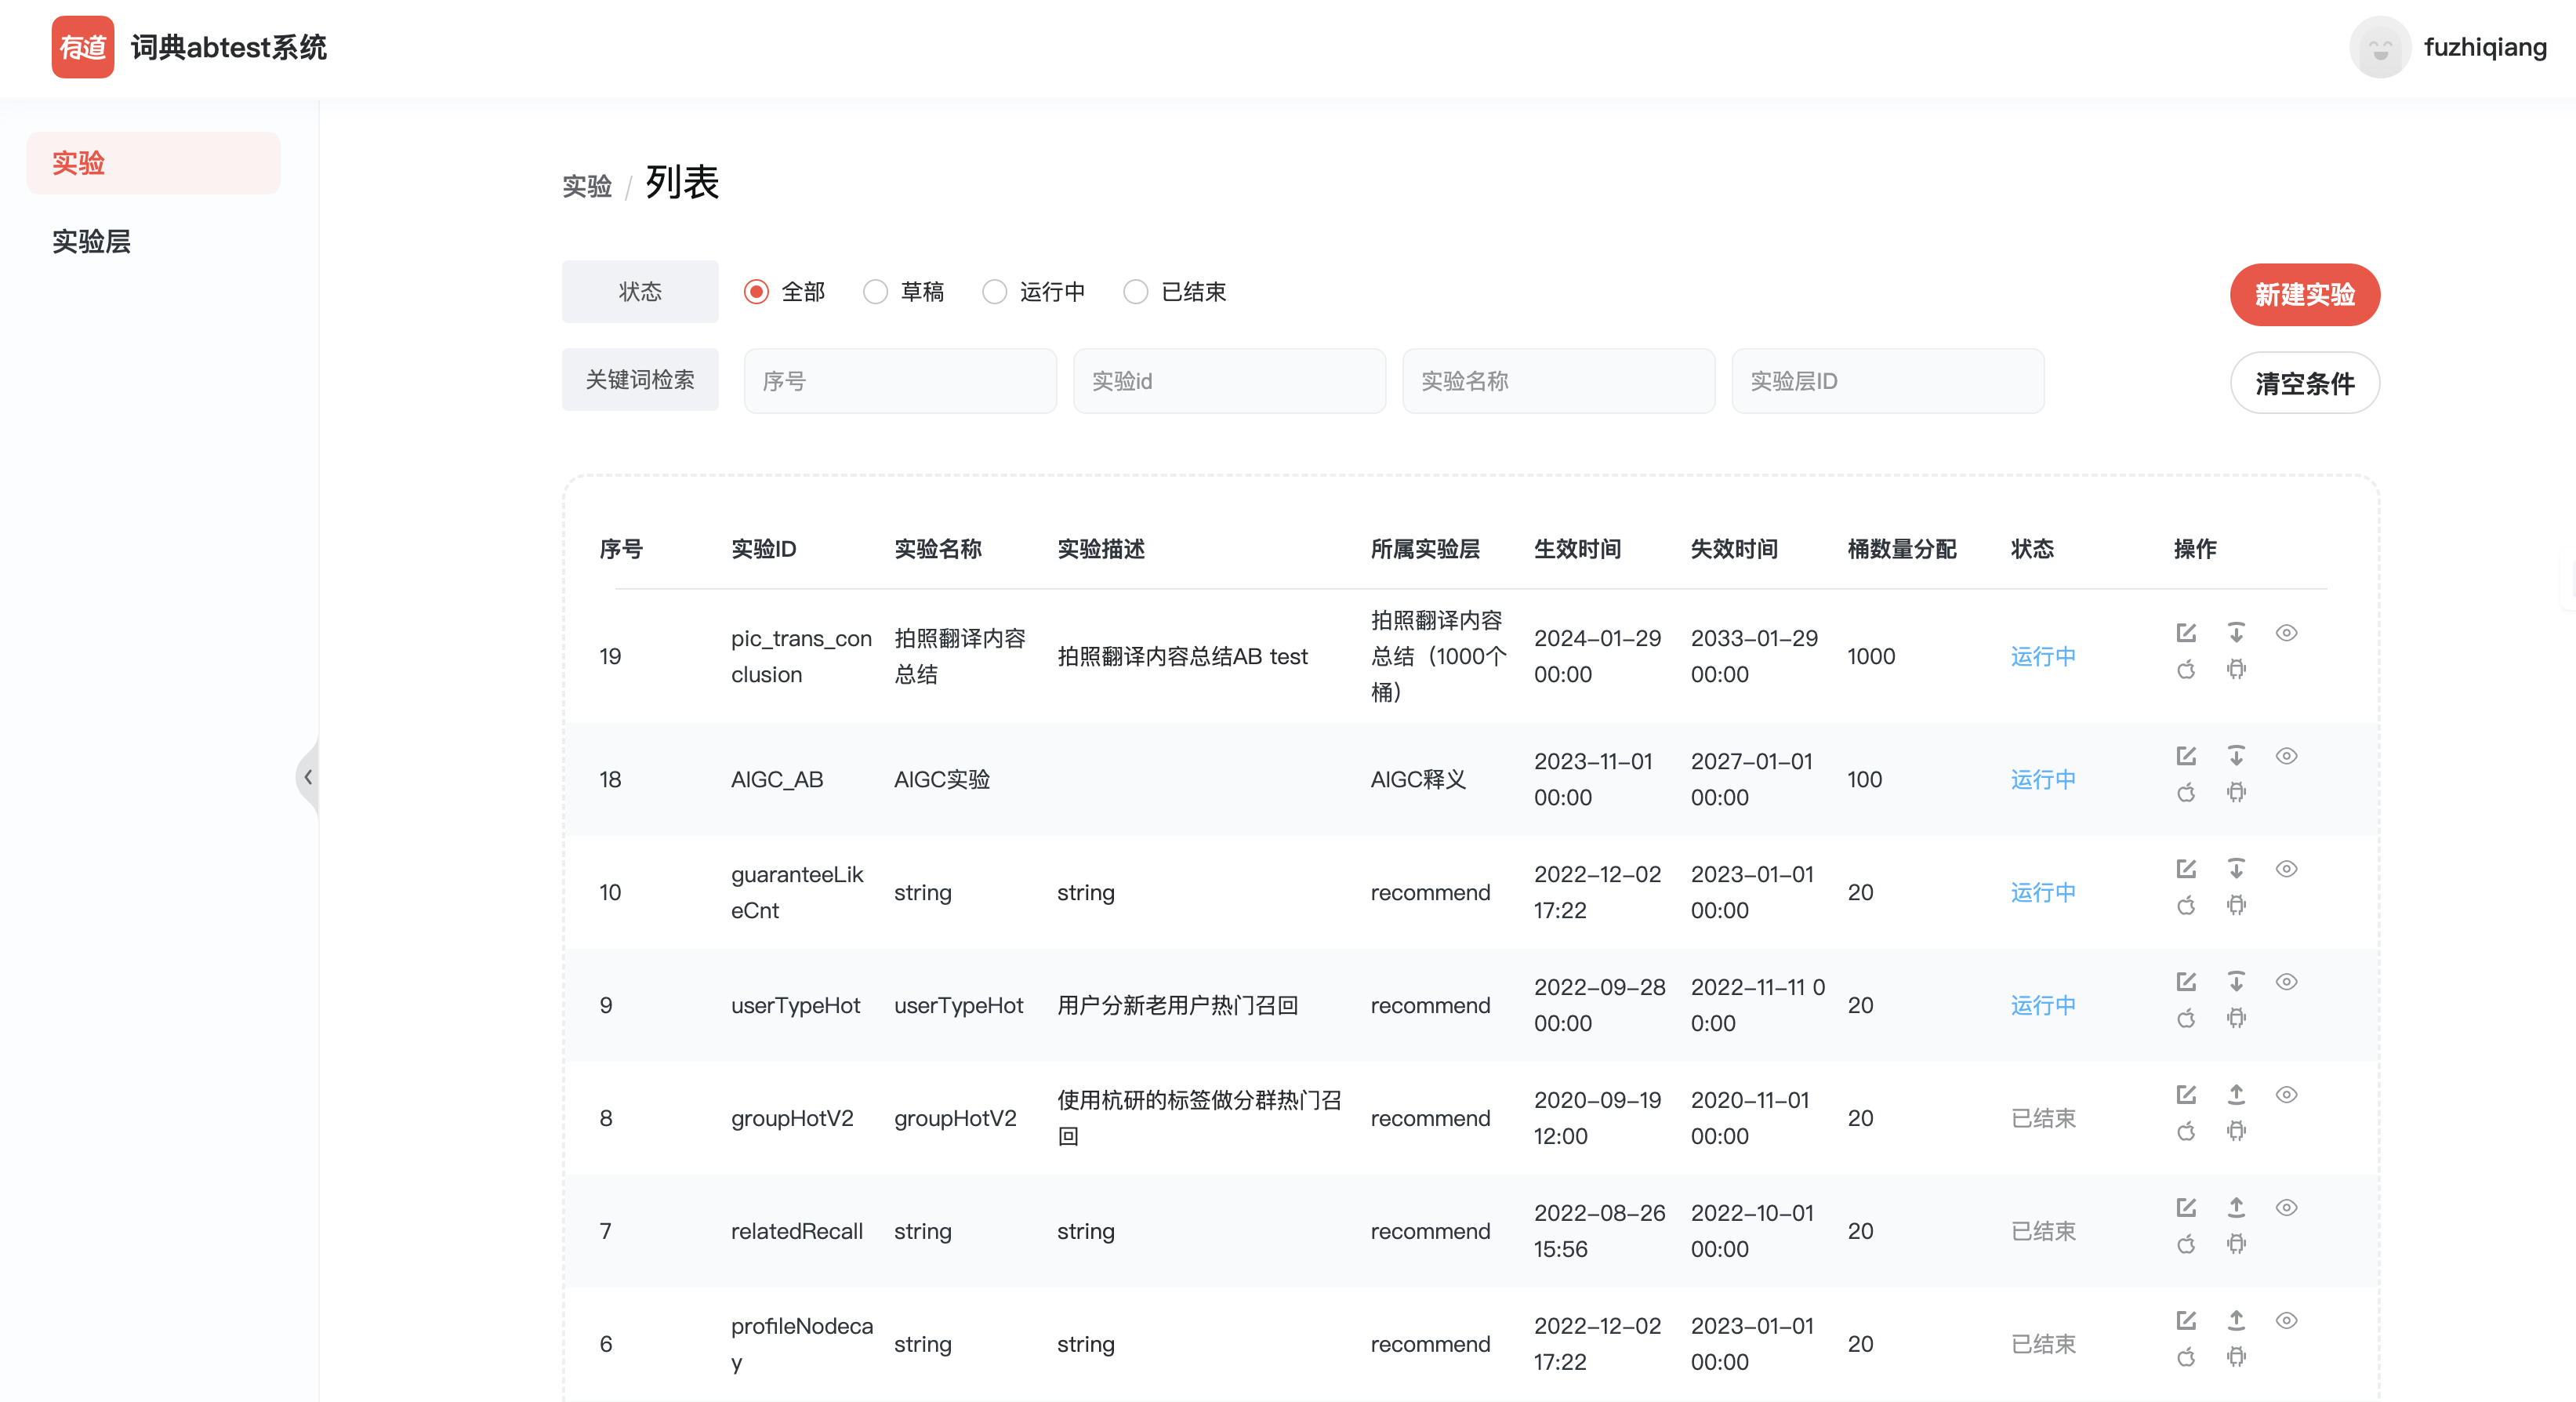 有道 词典abtest系统
fuzhiqiang
实验
实验层
实验 / 列表
状态 全部 草稿 运行中 已结束 新建实验
关键词检索 序号 实验id 实验名称 实验层ID 清空条件
序号 实验ID 实验名称 实验描述 所属实验层 生效时间 失效时间 桶数量分配 状态 操作
19 pic_trans_con 拍照翻译内容 拍照翻译内容总结AB test 拍照翻译内容 2024-01-29 2033-01-29 1000 运行中
clusion 总结 总结（1000个 00:00 00:00
桶）
18 AIGC_AB AIGC实验 AIGC释义 2023-11-01 2027-01-01 100 运行中
00:00 00:00
10 guaranteeLik string string recommend 2022-12-02 2023-01-01 20 运行中
eCnt 17:22 00:00
9 userTypeHot userTypeHot 用户分新老用户热门召回 recommend 2022-09-28 2022-11-11 0 20 运行中
00:00 0:00
8 groupHotV2 groupHotV2 使用杭研的标签做分群热门召 recommend 2020-09-19 2020-11-01 20 已结束
回 12:00 00:00
7 relatedRecall string string recommend 2022-08-26 2022-10-01 20 已结束
15:56 00:00
6 profileNodeca string string recommend 2022-12-02 2023-01-01 20 已结束
y 17:22 00:00